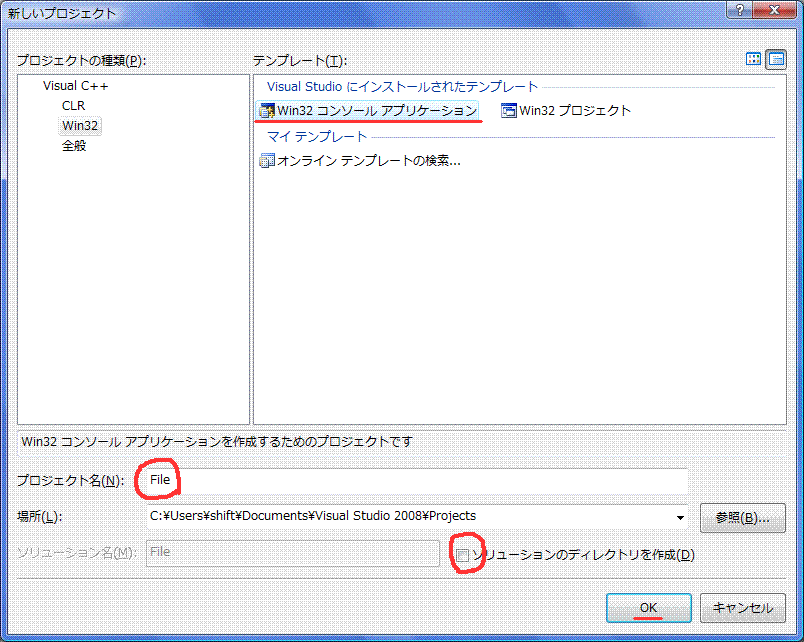 新しいプロジェクト
プロジェクトの種類(P):
テンプレート(T):
Visual C++
CLR
Win32
全般
Visual Studio にインストールされたテンプレート
Win32 コンソール アプリケーション
Win32 プロジェクト
マイ テンプレート
オンライン テンプレートの検索...
Win32 コンソール アプリケーションを作成するためのプロジェクトです
プロジェクト名(N): File
場所(L): C:¥Users¥shift¥Documents¥Visual Studio 2008¥Projects 参照(B)...
ソリューション名(M): File ソリューションのディレクトリを作成(D)
OK キャンセル